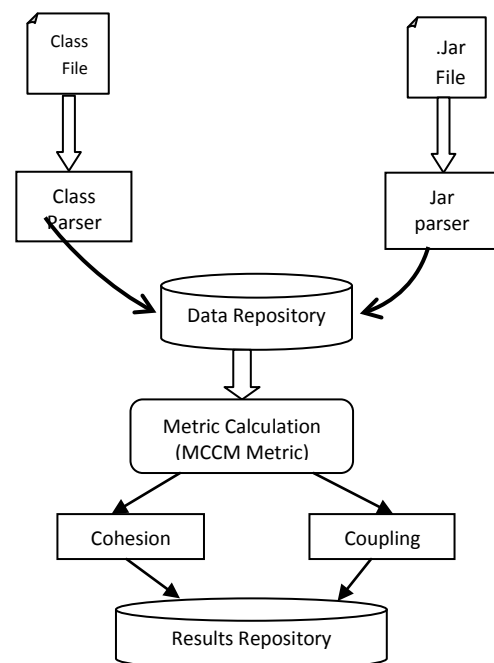 Class
File
.Jar
File
Class
Parser
Jar
parser
Data Repository
Metric Calculation
(MCCM Metric)
Cohesion
Coupling
Results Repository